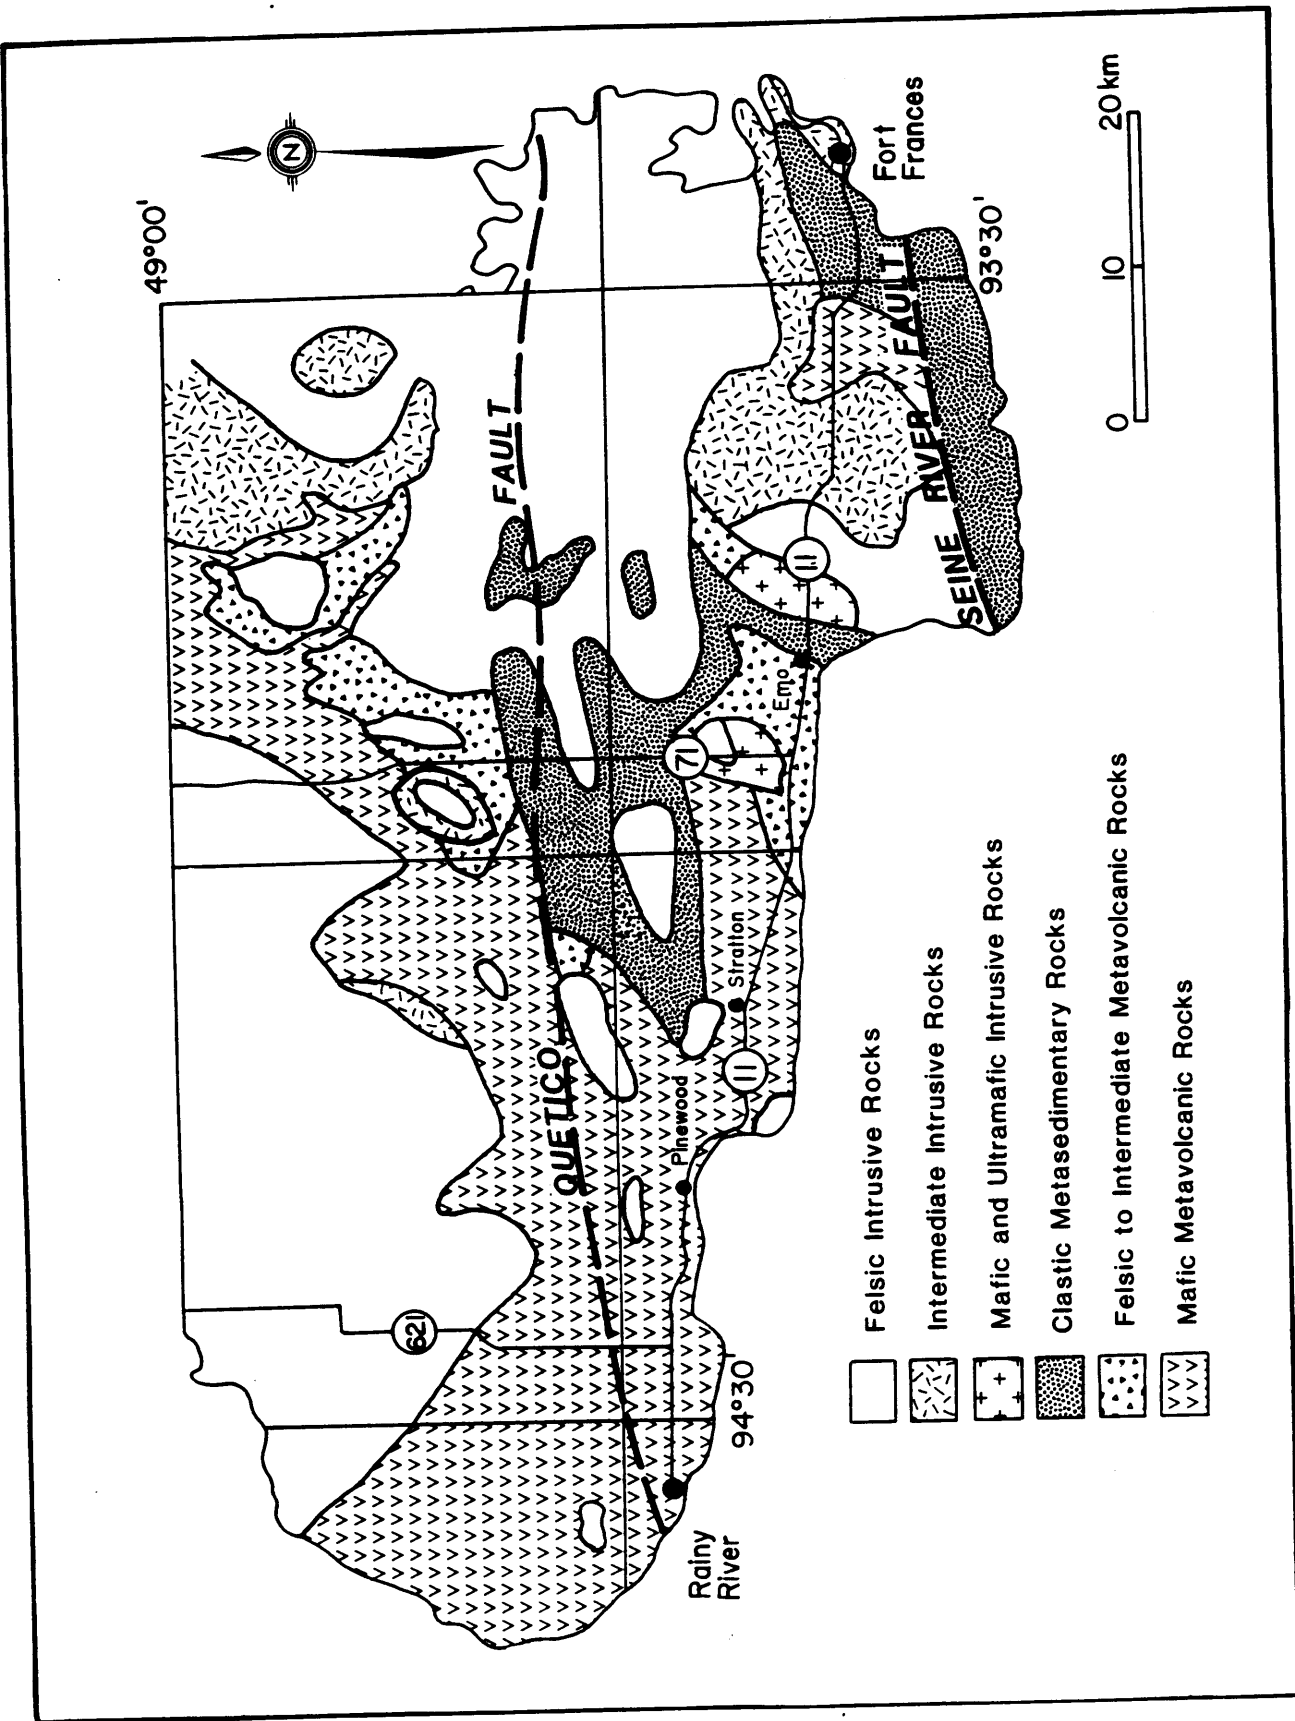 49°00'
N
FAULT
QUETICO
Fort
Frances
93°30'
SEINE RIVER FAULT
11
Emo
71
Stratton
11
Pinewood
621
94°30
Rainy
River
0 10 20 km
Felsic Intrusive Rocks
Intermediate Intrusive Rocks
Mafic and Ultramafic Intrusive Rocks
Clastic Metasedimentary Rocks
Felsic to Intermediate Metavolcanic Rocks
Mafic Metavolcanic Rocks